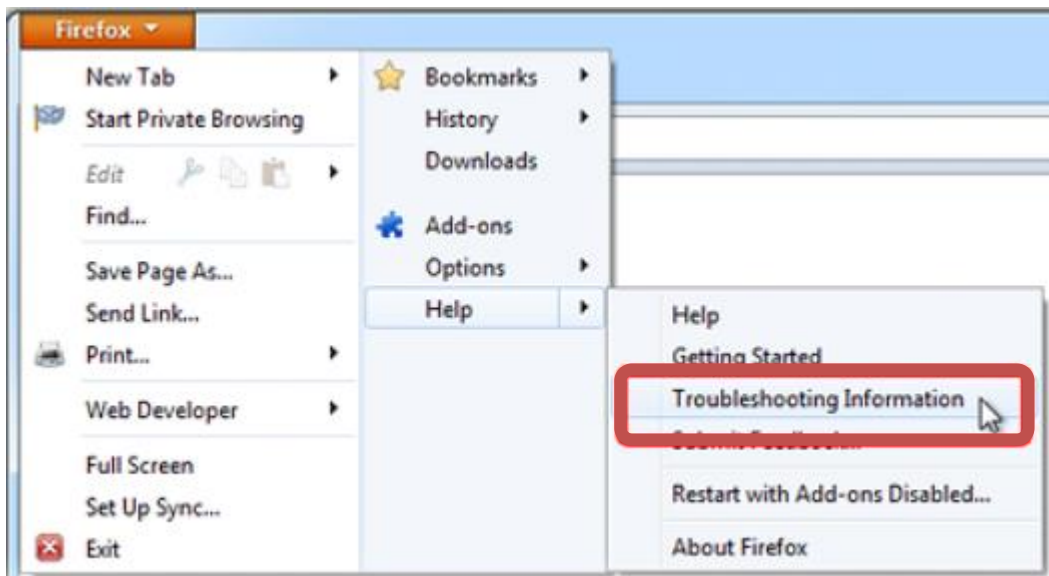 Firefox
New Tab
Start Private Browsing
Edit
Find...
Save Page As...
Send Link...
Print...
Web Developer
Full Screen
Set Up Sync...
Exit
Bookmarks
History
Downloads
Add-ons
Options
Help
Help
Getting Started
Troubleshooting Information
Restart with Add-ons Disabled...
About Firefox